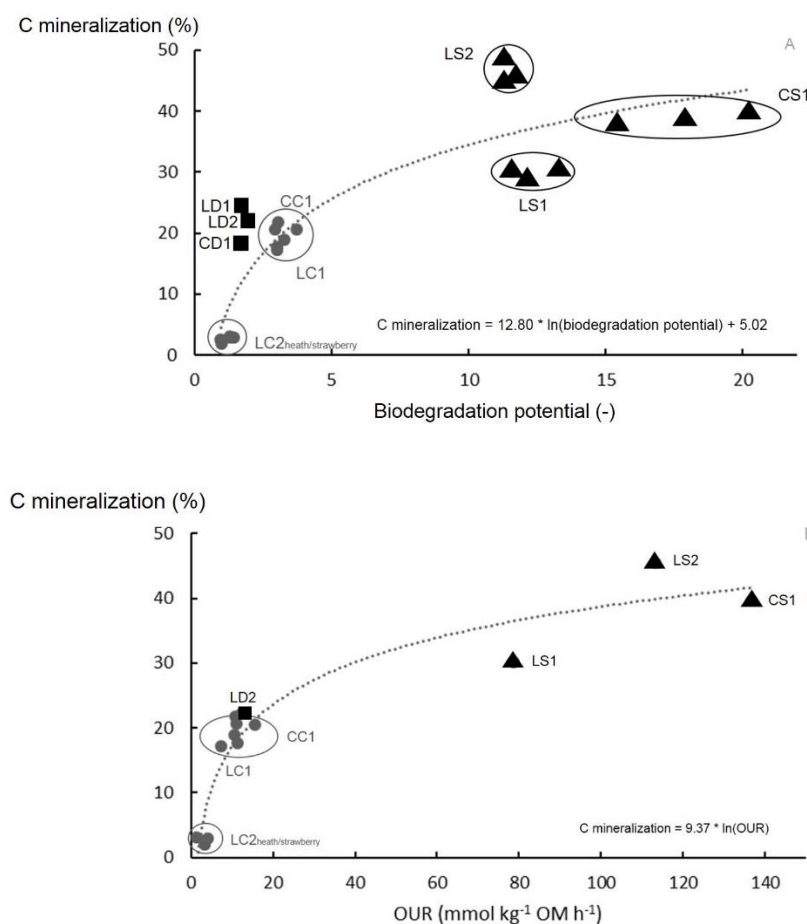 C mineralization (%)
A
50
LS2
CS1
40
30
LD1
CC1
LS1
LD2
20
CD1
LC1
10
C mineralization = 12.80 * ln(biodegradation potential) + 5.02
LC2heath/strawberry
0
0 5 10 15 20
Biodegradation potential (-)
C mineralization (%)
50
LS2
40
CS1
30
LS1
LD2
20
CC1
LC1
10
C mineralization = 9.37 * ln(OUR)
LC2heath/strawberry
0
0 20 40 60 80 100 120 140
OUR (mmol kg⁻¹ OM h⁻¹)